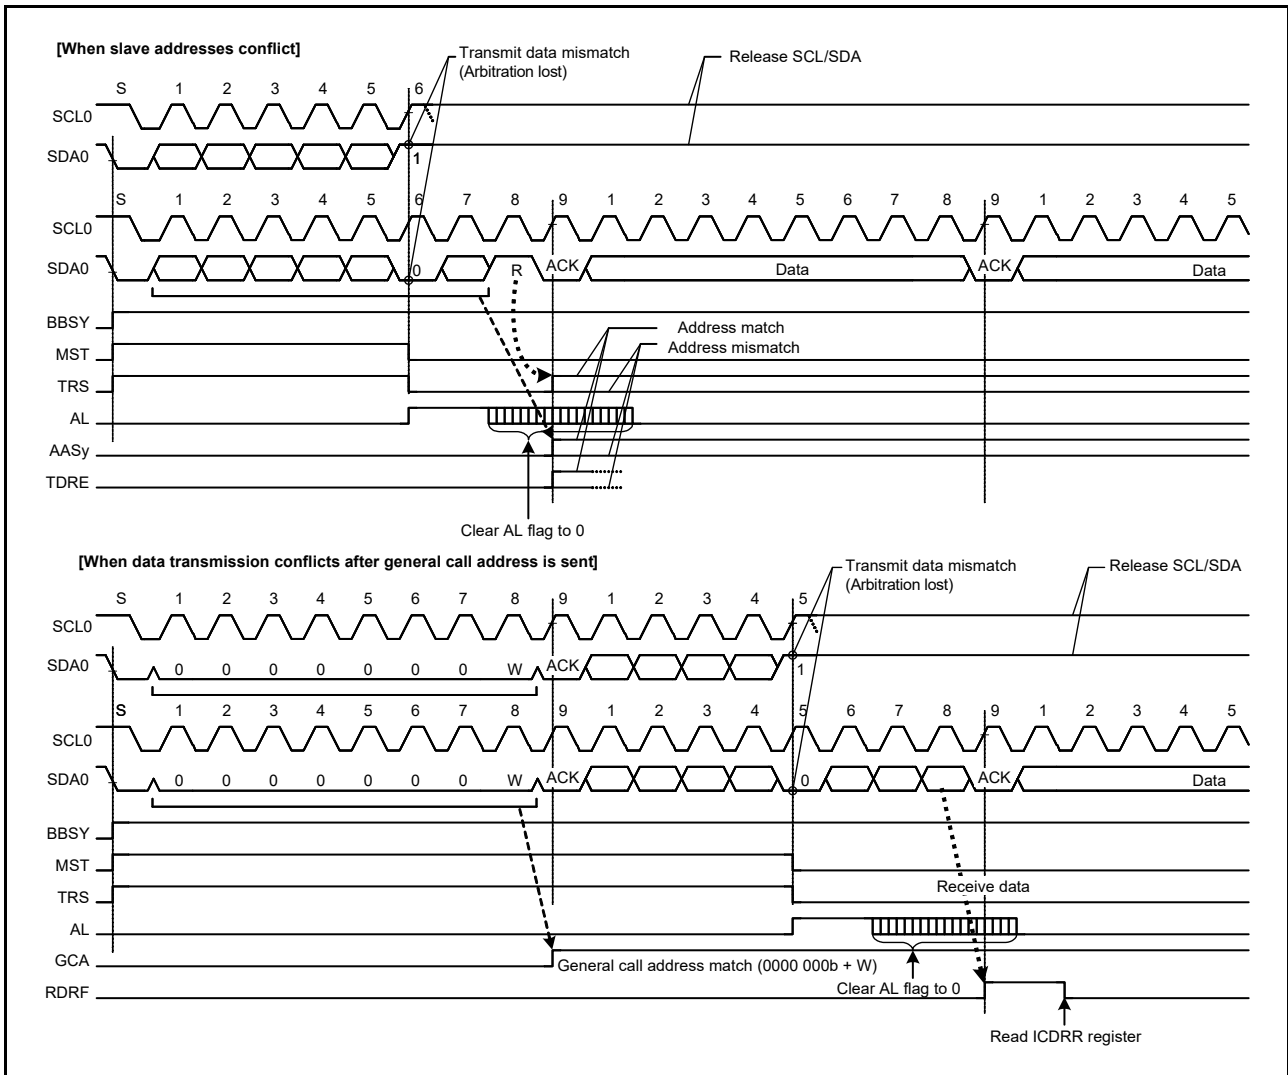 [When slave addresses conflict]
Transmit data mismatch
(Arbitration lost)
Release SCL/SDA
S 1 2 3 4 5 6
SCL0
SDA0 1
S 1 2 3 4 5 6 7 8 9 1 2 3 4 5 6 7 8 9 1 2 3 4 5
SCL0
SDA0 0 R ACK Data ACK Data
BBSY
Address match
MST
Address mismatch
TRS
AL
AASy
TDRE
Clear AL flag to 0
[When data transmission conflicts after general call address is sent]
Transmit data mismatch
(Arbitration lost)
Release SCL/SDA
S 1 2 3 4 5 6 7 8 9 1 2 3 4 5
SCL0
SDA0 0 0 0 0 0 0 0 W ACK 1
S 1 2 3 4 5 6 7 8 9 1 2 3 4 5 6 7 8 9 1 2 3 4 5
SCL0
SDA0 0 0 0 0 0 0 0 W ACK 0 ACK Data
BBSY
MST
Receive data
TRS
AL
GCA
General call address match (0000 000b + W)
Clear AL flag to 0
RDRF
Read ICDRR register